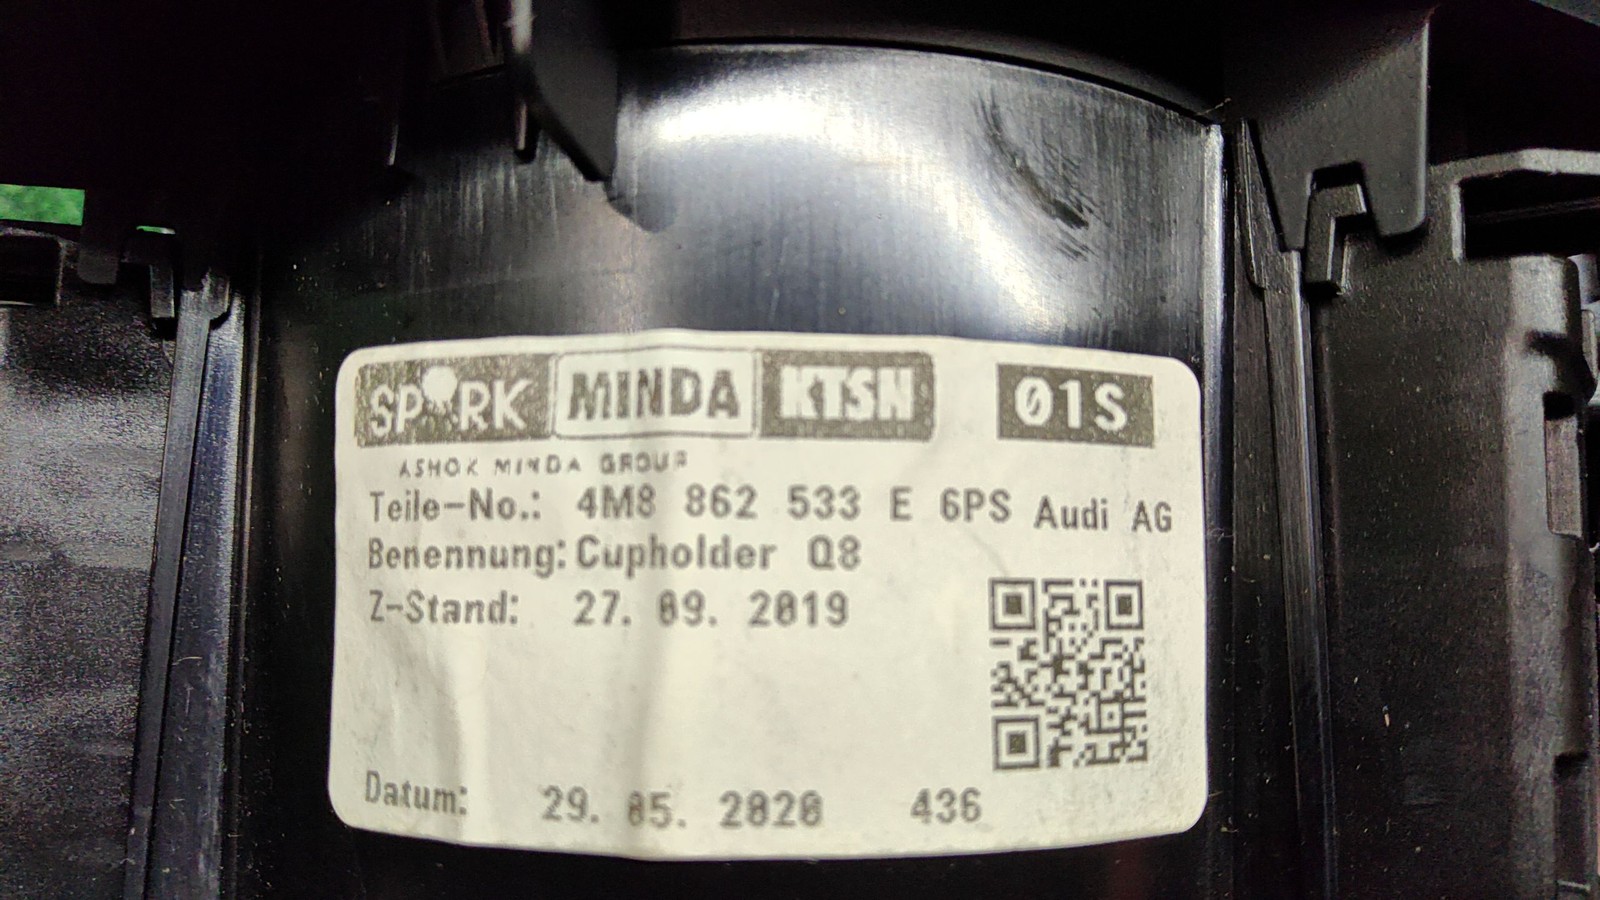 SPARK MINDA KTSN 01S
ASHOK MINDA GROUP
Teile-No.: 4M8 862 533 E 6PS Audi AG
Benennung: Cupholder Q8
Z-Stand: 27. 09. 2019
Datum: 29. 05. 2020 436